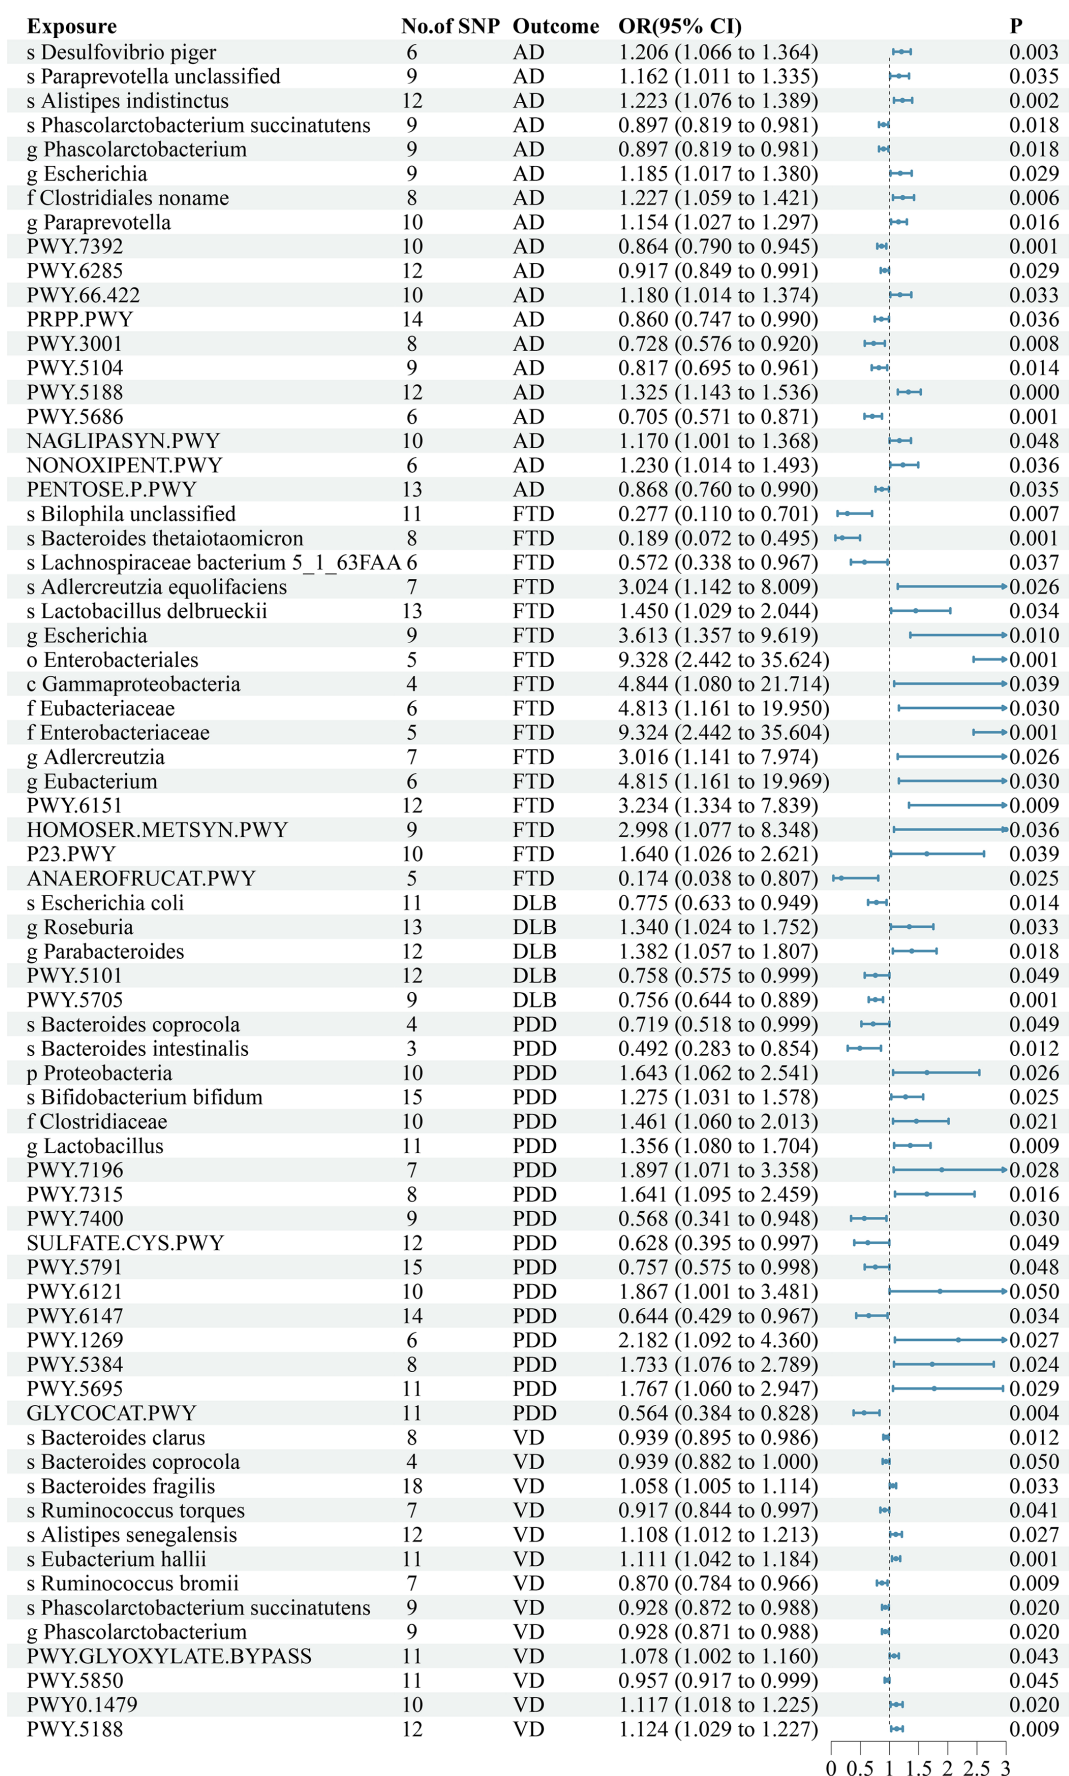 Exposure No.of SNP Outcome OR(95% CI) P
s Desulfovibrio piger 6 AD 1.206 (1.066 to 1.364) 0.003
s Paraprevotella unclassified 9 AD 1.162 (1.011 to 1.335) 0.035
s Alistipes indistinctus 12 AD 1.223 (1.076 to 1.389) 0.002
s Phascolarctobacterium succinatutens 9 AD 0.897 (0.819 to 0.981) 0.018
g Phascolarctobacterium 9 AD 0.897 (0.819 to 0.981) 0.018
g Escherichia 9 AD 1.185 (1.017 to 1.380) 0.029
f Clostridiales noname 8 AD 1.227 (1.059 to 1.421) 0.006
g Paraprevotella 10 AD 1.154 (1.027 to 1.297) 0.016
PWY.7392 10 AD 0.864 (0.790 to 0.945) 0.001
PWY.6285 12 AD 0.917 (0.849 to 0.991) 0.029
PWY.66.422 10 AD 1.180 (1.014 to 1.374) 0.033
PRPP.PWY 14 AD 0.860 (0.747 to 0.990) 0.036
PWY.3001 8 AD 0.728 (0.576 to 0.920) 0.008
PWY.5104 9 AD 0.817 (0.695 to 0.961) 0.014
PWY.5188 12 AD 1.325 (1.143 to 1.536) 0.000
PWY.5686 6 AD 0.705 (0.571 to 0.871) 0.001
NAGLIPASYN.PWY 10 AD 1.170 (1.001 to 1.368) 0.048
NONOXIPENT.PWY 6 AD 1.230 (1.014 to 1.493) 0.036
PENTOSE.P.PWY 13 AD 0.868 (0.760 to 0.990) 0.035
s Bilophila unclassified 11 FTD 0.277 (0.110 to 0.701) 0.007
s Bacteroides thetaiotaomicron 8 FTD 0.189 (0.072 to 0.495) 0.001
s Lachnospiraceae bacterium 5_1_63FAA 6 FTD 0.572 (0.338 to 0.967) 0.037
s Adlercreutzia equolifaciens 7 FTD 3.024 (1.142 to 8.009) 0.026
s Lactobacillus delbrueckii 13 FTD 1.450 (1.029 to 2.044) 0.034
g Escherichia 9 FTD 3.613 (1.357 to 9.619) 0.010
o Enterobacteriales 5 FTD 9.328 (2.442 to 35.624) 0.001
c Gammaproteobacteria 4 FTD 4.844 (1.080 to 21.714) 0.039
f Eubacteriaceae 6 FTD 4.813 (1.161 to 19.950) 0.030
f Enterobacteriaceae 5 FTD 9.324 (2.442 to 35.604) 0.001
g Adlercreutzia 7 FTD 3.016 (1.141 to 7.974) 0.026
g Eubacterium 6 FTD 4.815 (1.161 to 19.969) 0.030
PWY.6151 12 FTD 3.234 (1.334 to 7.839) 0.009
HOMOSER.METSYN.PWY 9 FTD 2.998 (1.077 to 8.348) 0.036
P23.PWY 10 FTD 1.640 (1.026 to 2.621) 0.039
ANAEROFRUCAT.PWY 5 FTD 0.174 (0.038 to 0.807) 0.025
s Escherichia coli 11 DLB 0.775 (0.633 to 0.949) 0.014
g Roseburia 13 DLB 1.340 (1.024 to 1.752) 0.033
g Parabacteroides 12 DLB 1.382 (1.057 to 1.807) 0.018
PWY.5101 12 DLB 0.758 (0.575 to 0.999) 0.049
PWY.5705 9 DLB 0.756 (0.644 to 0.889) 0.001
s Bacteroides coprocola 4 PDD 0.719 (0.518 to 0.999) 0.049
s Bacteroides intestinalis 3 PDD 0.492 (0.283 to 0.854) 0.012
p Proteobacteria 10 PDD 1.643 (1.062 to 2.541) 0.026
s Bifidobacterium bifidum 15 PDD 1.275 (1.031 to 1.578) 0.025
f Clostridiaceae 10 PDD 1.461 (1.060 to 2.013) 0.021
g Lactobacillus 11 PDD 1.356 (1.080 to 1.704) 0.009
PWY.7196 7 PDD 1.897 (1.071 to 3.358) 0.028
PWY.7315 8 PDD 1.641 (1.095 to 2.459) 0.016
PWY.7400 9 PDD 0.568 (0.341 to 0.948) 0.030
SULFATE.CYS.PWY 12 PDD 0.628 (0.395 to 0.997) 0.049
PWY.5791 15 PDD 0.757 (0.575 to 0.998) 0.048
PWY.6121 10 PDD 1.867 (1.001 to 3.481) 0.050
PWY.6147 14 PDD 0.644 (0.429 to 0.967) 0.034
PWY.1269 6 PDD 2.182 (1.092 to 4.360) 0.027
PWY.5384 8 PDD 1.733 (1.076 to 2.789) 0.024
PWY.5695 11 PDD 1.767 (1.060 to 2.947) 0.029
GLYCOCAT.PWY 11 PDD 0.564 (0.384 to 0.828) 0.004
s Bacteroides clarus 8 VD 0.939 (0.895 to 0.986) 0.012
s Bacteroides coprocola 4 VD 0.939 (0.882 to 1.000) 0.050
s Bacteroides fragilis 18 VD 1.058 (1.005 to 1.114) 0.033
s Ruminococcus torques 7 VD 0.917 (0.844 to 0.997) 0.041
s Alistipes senegalensis 12 VD 1.108 (1.012 to 1.213) 0.027
s Eubacterium hallii 11 VD 1.111 (1.042 to 1.184) 0.001
s Ruminococcus bromii 7 VD 0.870 (0.784 to 0.966) 0.009
s Phascolarctobacterium succinatutens 9 VD 0.928 (0.872 to 0.988) 0.020
g Phascolarctobacterium 9 VD 0.928 (0.871 to 0.988) 0.020
PWY.GLYOXYLATE.BYPASS 11 VD 1.078 (1.002 to 1.160) 0.043
PWY.5850 11 VD 0.957 (0.917 to 0.999) 0.045
PWY0.1479 10 VD 1.117 (1.018 to 1.225) 0.020
PWY.5188 12 VD 1.124 (1.029 to 1.227) 0.009
0 0.5 1 1.5 2 2.5 3